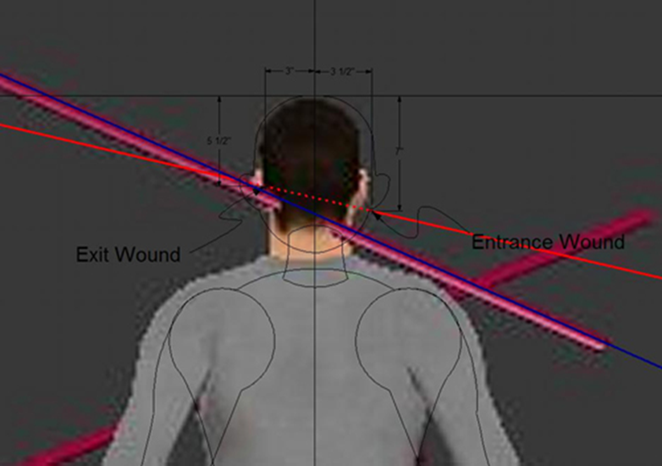 3" 3 1/2"
5 1/2" 7"
Entrance Wound
Exit Wound